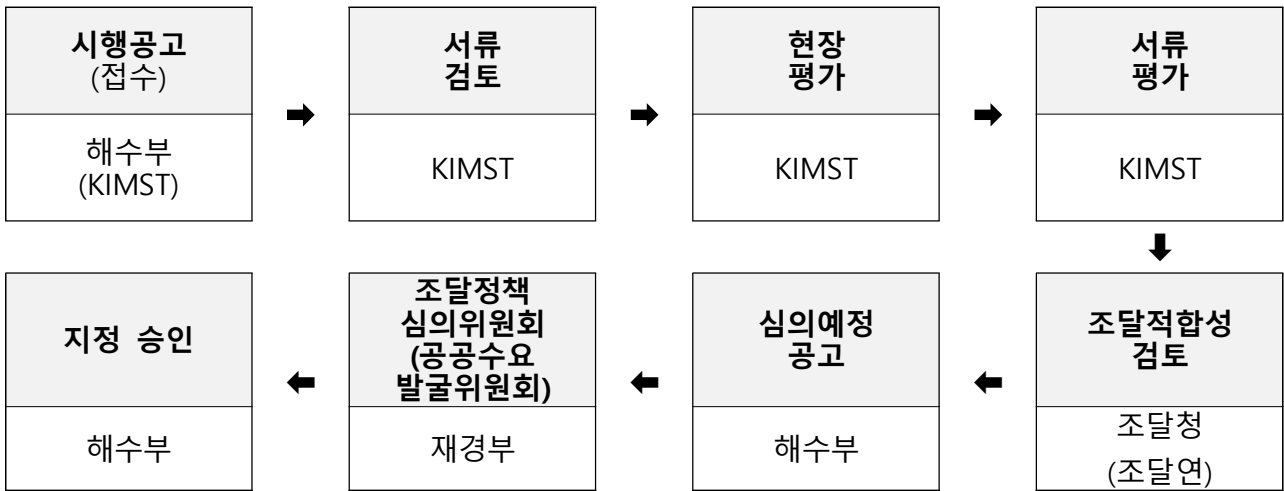 시행공고
(접수)
해수부
(KIMST)
서류
검토
KIMST
현장
평가
KIMST
서류
평가
KIMST
조달적합성
검토
조달청
(조달연)
심의예정
공고
해수부
조달정책
심의위원회
(공공수요
발굴위원회)
재경부
지정 승인
해수부